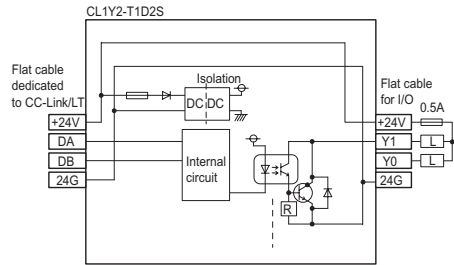 CL1Y2-T1D2S
Flat cable
dedicated
to CC-Link/LT
+24V
DA
DB
24G
Isolation
DC DC
Internal
circuit
R
Flat cable
for I/O
0.5A
+24V
Y1 L
Y0 L
24G